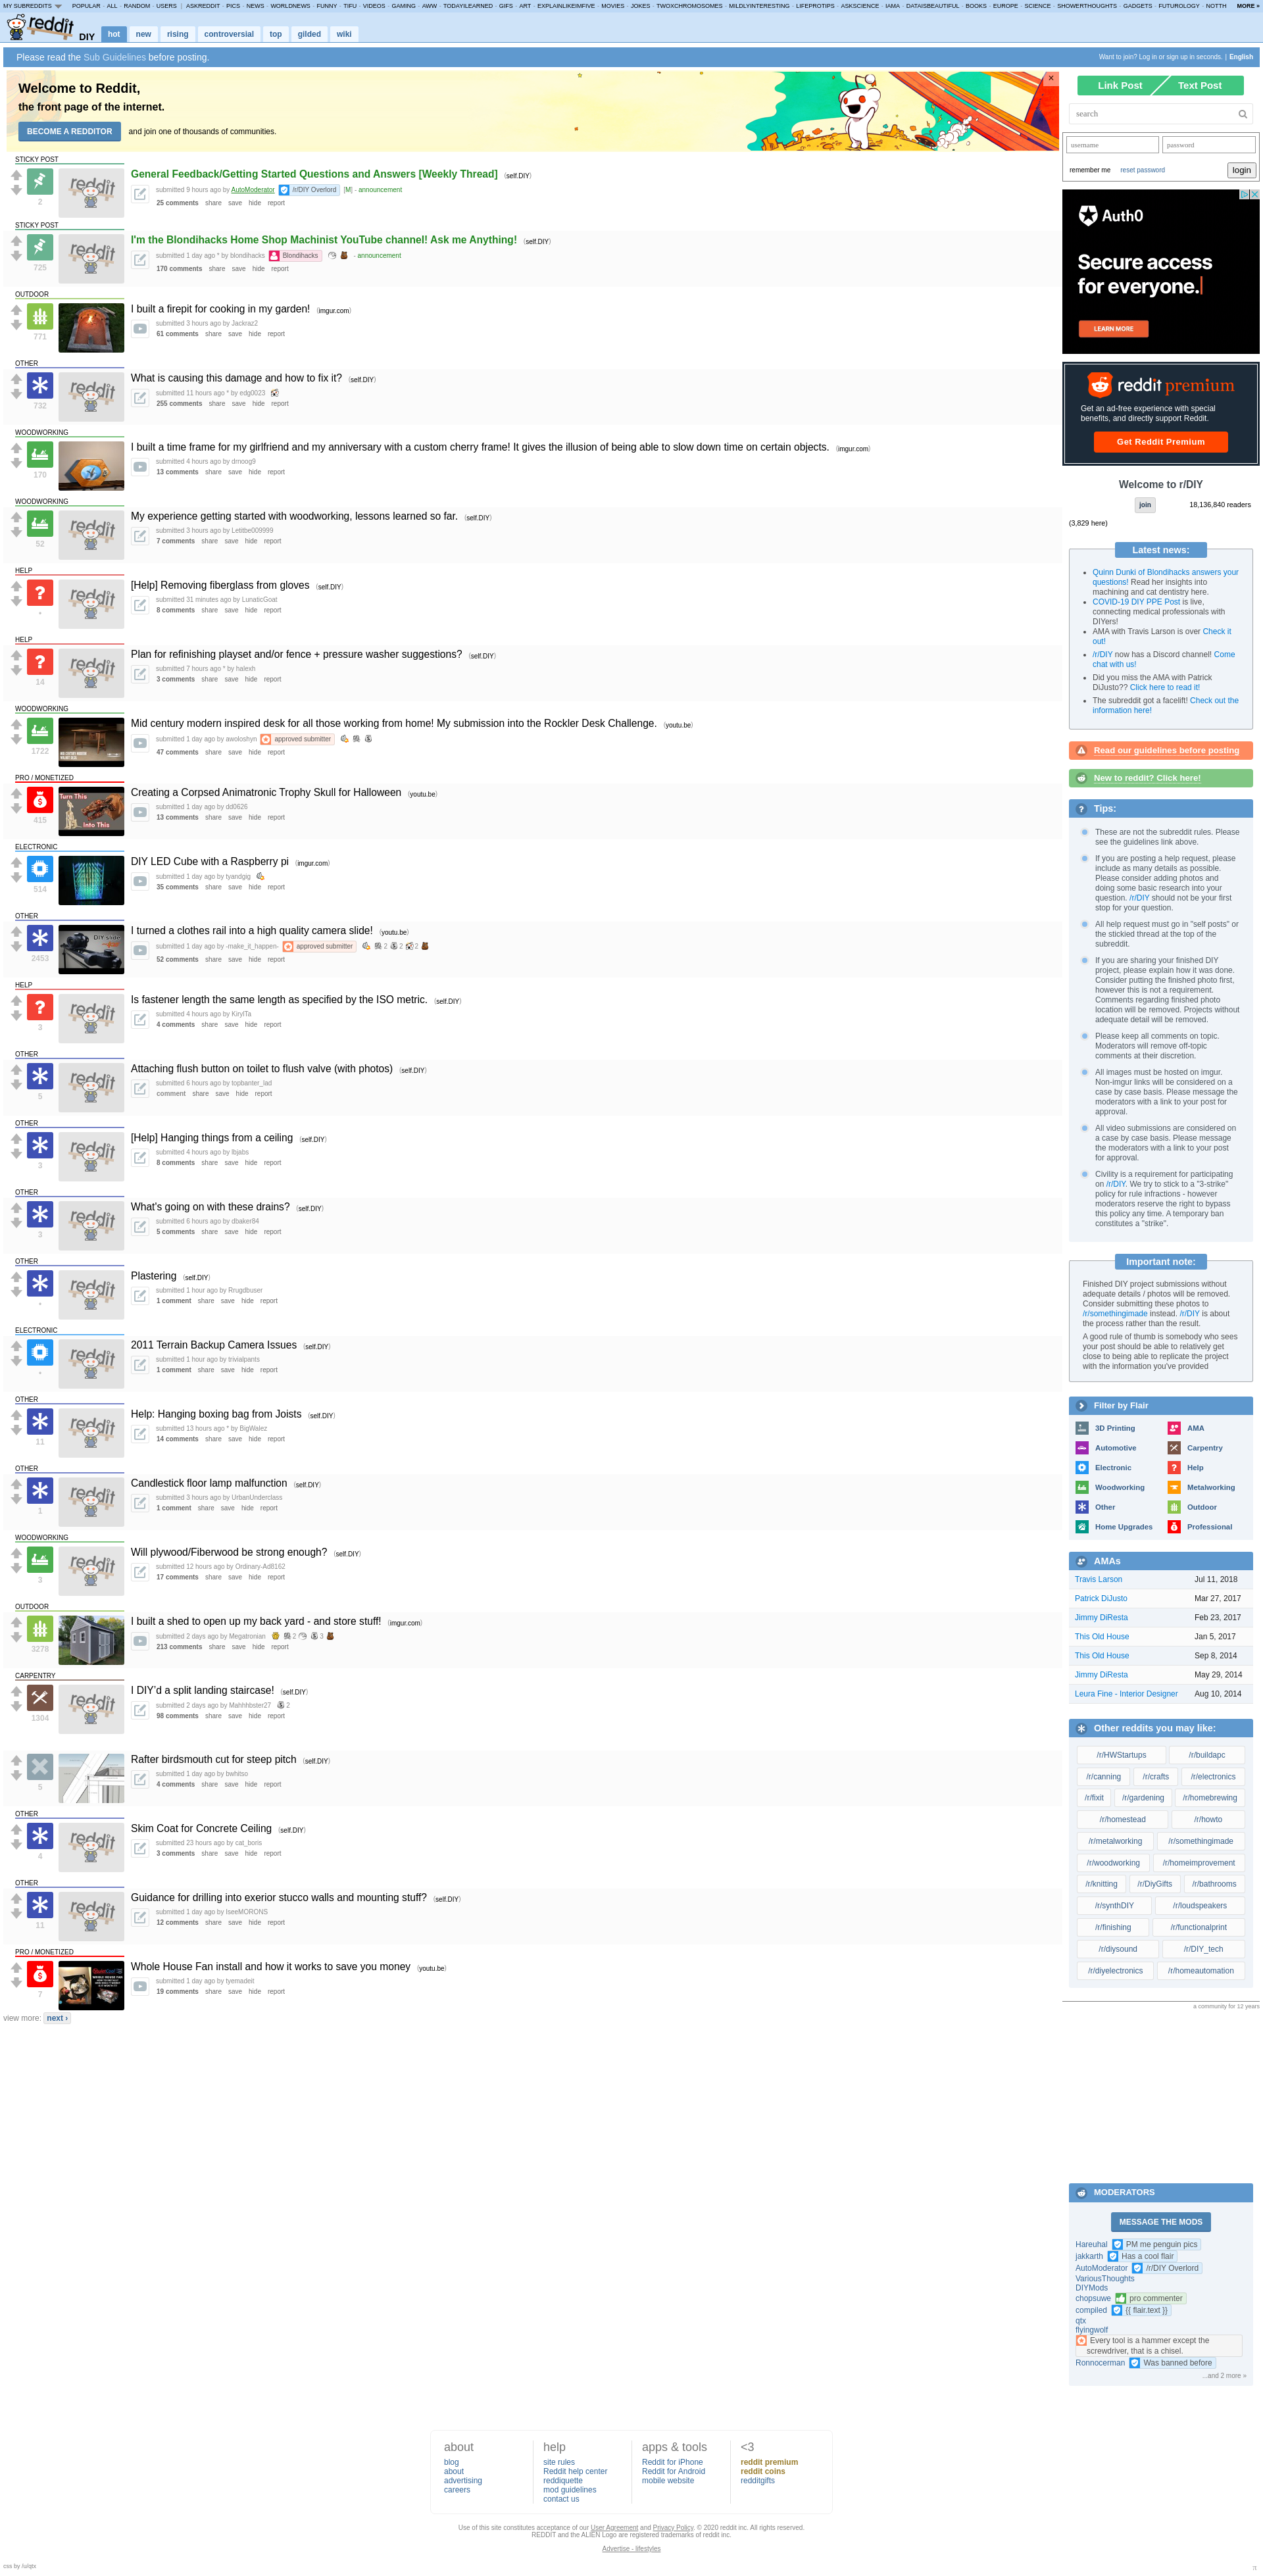 MY SUBREDDITS POPULAR - ALL - RANDOM - USERS | ASKREDDIT - PICS - NEWS - WORLDNEWS - FUNNY - TIFU - VIDEOS - GAMING - AWW - TODAYILEARNED - GIFS - ART - EXPLAINLIKEIMFIVE - MOVIES - JOKES - TWOXCHROMOSOMES - MILDLYINTERESTING - LIFEPROTIPS - ASKSCIENCE - IAMA - DATAISBEAUTIFUL - BOOKS - EUROPE - SCIENCE - SHOWERTHOUGHTS - GADGETS - FUTUROLOGY - NOTTH MORE »
reddit DIY hot new rising controversial top gilded wiki
Please read the Sub Guidelines before posting.
Want to join? Log in or sign up in seconds. | English
Welcome to Reddit,
the front page of the internet.
BECOME A REDDITOR and join one of thousands of communities.
STICKY POST
General Feedback/Getting Started Questions and Answers [Weekly Thread] (self.DIY)
2
submitted 9 hours ago by AutoModerator /r/DIY Overlord [M] - announcement
25 comments share save hide report
STICKY POST
I'm the Blondihacks Home Shop Machinist YouTube channel! Ask me Anything! (self.DIY)
725
submitted 1 day ago * by blondihacks Blondihacks - announcement
170 comments share save hide report
OUTDOOR
I built a firepit for cooking in my garden! (imgur.com)
771
submitted 3 hours ago by Jackraz2
61 comments share save hide report
OTHER
What is causing this damage and how to fix it? (self.DIY)
732
submitted 11 hours ago * by edg0023
255 comments share save hide report
WOODWORKING
I built a time frame for my girlfriend and my anniversary with a custom cherry frame! It gives the illusion of being able to slow down time on certain objects. (imgur.com)
170
submitted 4 hours ago by drnoog9
13 comments share save hide report
WOODWORKING
My experience getting started with woodworking, lessons learned so far. (self.DIY)
52
submitted 3 hours ago by Letitbe009999
7 comments share save hide report
HELP
[Help] Removing fiberglass from gloves (self.DIY)
•
submitted 31 minutes ago by LunaticGoat
8 comments share save hide report
HELP
Plan for refinishing playset and/or fence + pressure washer suggestions? (self.DIY)
14
submitted 7 hours ago * by halexh
3 comments share save hide report
WOODWORKING
Mid century modern inspired desk for all those working from home! My submission into the Rockler Desk Challenge. (youtu.be)
1722
submitted 1 day ago by awoloshyn approved submitter
47 comments share save hide report
PRO / MONETIZED
Turn This
...Into This
Creating a Corpsed Animatronic Trophy Skull for Halloween (youtu.be)
415
submitted 1 day ago by dd0626
13 comments share save hide report
ELECTRONIC
DIY LED Cube with a Raspberry pi (imgur.com)
514
submitted 1 day ago by tyandgig
35 comments share save hide report
OTHER
I turned a clothes rail into a high quality camera slide! (youtu.be)
2453
submitted 1 day ago by -make_it_happen- approved submitter 2 2 2
52 comments share save hide report
HELP
Is fastener length the same length as specified by the ISO metric. (self.DIY)
3
submitted 4 hours ago by KirylTa
4 comments share save hide report
OTHER
Attaching flush button on toilet to flush valve (with photos) (self.DIY)
5
submitted 6 hours ago by topbanter_lad
comment share save hide report
OTHER
[Help] Hanging things from a ceiling (self.DIY)
3
submitted 4 hours ago by lbjabs
8 comments share save hide report
OTHER
What's going on with these drains? (self.DIY)
3
submitted 6 hours ago by dbaker84
5 comments share save hide report
OTHER
Plastering (self.DIY)
•
submitted 1 hour ago by Rrugdbuser
1 comment share save hide report
ELECTRONIC
2011 Terrain Backup Camera Issues (self.DIY)
•
submitted 1 hour ago by trivialpants
1 comment share save hide report
OTHER
Help: Hanging boxing bag from Joists (self.DIY)
11
submitted 13 hours ago * by BigWalez
14 comments share save hide report
OTHER
Candlestick floor lamp malfunction (self.DIY)
1
submitted 3 hours ago by UrbanUnderclass
1 comment share save hide report
WOODWORKING
Will plywood/Fiberwood be strong enough? (self.DIY)
3
submitted 12 hours ago by Ordinary-Ad8162
17 comments share save hide report
OUTDOOR
I built a shed to open up my back yard - and store stuff! (imgur.com)
3278
submitted 2 days ago by Megatronian 2 3
213 comments share save hide report
CARPENTRY
I DIY'd a split landing staircase! (self.DIY)
1304
submitted 2 days ago by Mahhhbster27 2
98 comments share save hide report
Rafter birdsmouth cut for steep pitch (self.DIY)
5
submitted 1 day ago by bwhitso
4 comments share save hide report
OTHER
Skim Coat for Concrete Ceiling (self.DIY)
4
submitted 23 hours ago by cat_boris
3 comments share save hide report
OTHER
Guidance for drilling into exerior stucco walls and mounting stuff? (self.DIY)
11
submitted 1 day ago by IseeMORONS
12 comments share save hide report
PRO / MONETIZED
Whole House Fan install and how it works to save you money (youtu.be)
7
submitted 1 day ago by tyemadeit
19 comments share save hide report
view more: next ›
Link Post Text Post
search
username password
remember me reset password login
Auth0
Secure access
for everyone.
LEARN MORE
reddit premium
Get an ad-free experience with special
benefits, and directly support Reddit.
Get Reddit Premium
Welcome to r/DIY
join 18,136,840 readers
(3,829 here)
Latest news:
Quinn Dunki of Blondihacks answers your
questions! Read her insights into
machining and cat dentistry here.
COVID-19 DIY PPE Post is live,
connecting medical professionals with
DIYers!
AMA with Travis Larson is over Check it
out!
/r/DIY now has a Discord channel! Come
chat with us!
Did you miss the AMA with Patrick
DiJusto?? Click here to read it!
The subreddit got a facelift! Check out the
information here!
Read our guidelines before posting
New to reddit? Click here!
Tips:
These are not the subreddit rules. Please
see the guidelines link above.
If you are posting a help request, please
include as many details as possible.
Please consider adding photos and
doing some basic research into your
question. /r/DIY should not be your first
stop for your question.
All help request must go in "self posts" or
the stickied thread at the top of the
subreddit.
If you are sharing your finished DIY
project, please explain how it was done.
Consider putting the finished photo first,
however this is not a requirement.
Comments regarding finished photo
location will be removed. Projects without
adequate detail will be removed.
Please keep all comments on topic.
Moderators will remove off-topic
comments at their discretion.
All images must be hosted on imgur.
Non-imgur links will be considered on a
case by case basis. Please message the
moderators with a link to your post for
approval.
All video submissions are considered on
a case by case basis. Please message
the moderators with a link to your post
for approval.
Civility is a requirement for participating
on /r/DIY. We try to stick to a "3-strike"
policy for rule infractions - however
moderators reserve the right to bypass
this policy any time. A temporary ban
constitutes a "strike".
Important note:
Finished DIY project submissions without
adequate details / photos will be removed.
Consider submitting these photos to
/r/somethingimade instead. /r/DIY is about
the process rather than the result.
A good rule of thumb is somebody who sees
your post should be able to relatively get
close to being able to replicate the project
with the information you've provided
Filter by Flair
3D Printing AMA
Automotive Carpentry
Electronic Help
Woodworking Metalworking
Other Outdoor
Home Upgrades Professional
AMAs
Travis Larson Jul 11, 2018
Patrick DiJusto Mar 27, 2017
Jimmy DiResta Feb 23, 2017
This Old House Jan 5, 2017
This Old House Sep 8, 2014
Jimmy DiResta May 29, 2014
Leura Fine - Interior Designer Aug 10, 2014
Other reddits you may like:
/r/HWStartups /r/buildapc
/r/canning /r/crafts /r/electronics
/r/fixit /r/gardening /r/homebrewing
/r/homestead /r/howto
/r/metalworking /r/somethingimade
/r/woodworking /r/homeimprovement
/r/knitting /r/DiyGifts /r/bathrooms
/r/synthDIY /r/loudspeakers
/r/finishing /r/functionalprint
/r/diysound /r/DIY_tech
/r/diyelectronics /r/homeautomation
a community for 12 years
MODERATORS
MESSAGE THE MODS
Hareuhal PM me penguin pics
jakkarth Has a cool flair
AutoModerator /r/DIY Overlord
VariousThoughts
DIYMods
chopsuwe pro commenter
compiled {{ flair.text }}
qtx
flyingwolf
Every tool is a hammer except the
screwdriver, that is a chisel.
Ronnocerman Was banned before
...and 2 more »
about
blog
about
advertising
careers
help
site rules
Reddit help center
reddiquette
mod guidelines
contact us
apps & tools
Reddit for iPhone
Reddit for Android
mobile website
<3
reddit premium
reddit coins
redditgifts
Use of this site constitutes acceptance of our User Agreement and Privacy Policy. © 2020 reddit inc. All rights reserved.
REDDIT and the ALIEN Logo are registered trademarks of reddit inc.
Advertise - lifestyles
css by /u/qtx
π